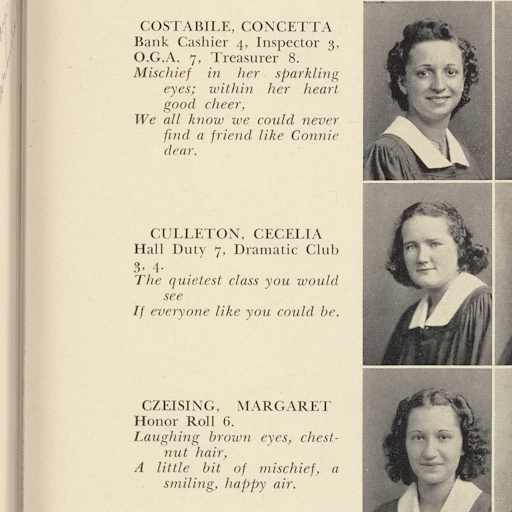 COSTABILE, CONCETTA
Bank Cashier 4, Inspector 3,
O.G.A. 7, Treasurer 8.
Mischief in her sparkling
eyes; within her heart
good cheer,
We all know we could never
find a friend like Connie
dear.
CULLETON, CECELIA
Hall Duty 7, Dramatic Club
3, 4.
The quietest class you would
see
If everyone like you could be.
CZEISING, MARGARET
Honor Roll 6.
Laughing brown eyes, chest-
nut hair,
A little bit of mischief, a
smiling, happy air.